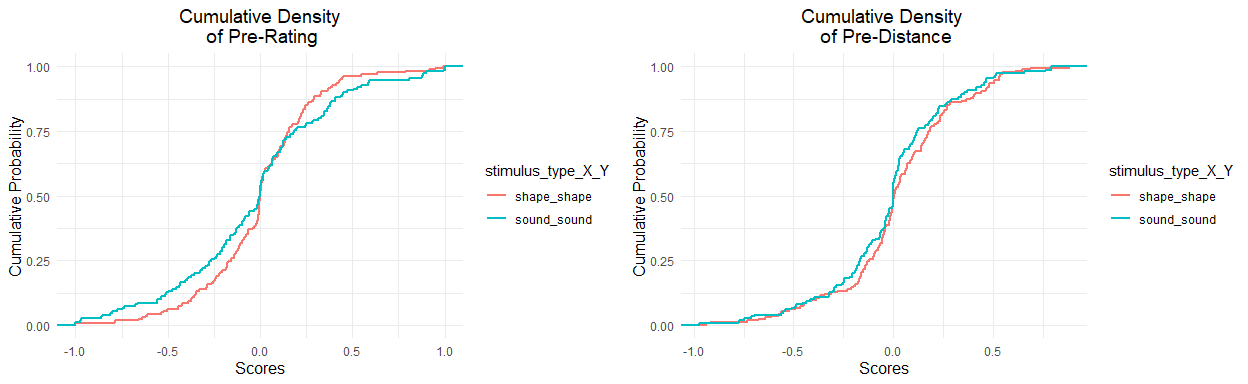 Cumulative Density
of Pre-Rating
Cumulative Probability
1.00
0.75
0.50
0.25
0.00
-1.0
-0.5
0.0
0.5
1.0
Scores
stimulus_type_X_Y
shape_shape
sound_sound
Cumulative Density
of Pre-Distance
Cumulative Probability
1.00
0.75
0.50
0.25
0.00
-1.0
-0.5
0.0
0.5
Scores
stimulus_type_X_Y
shape_shape
sound_sound